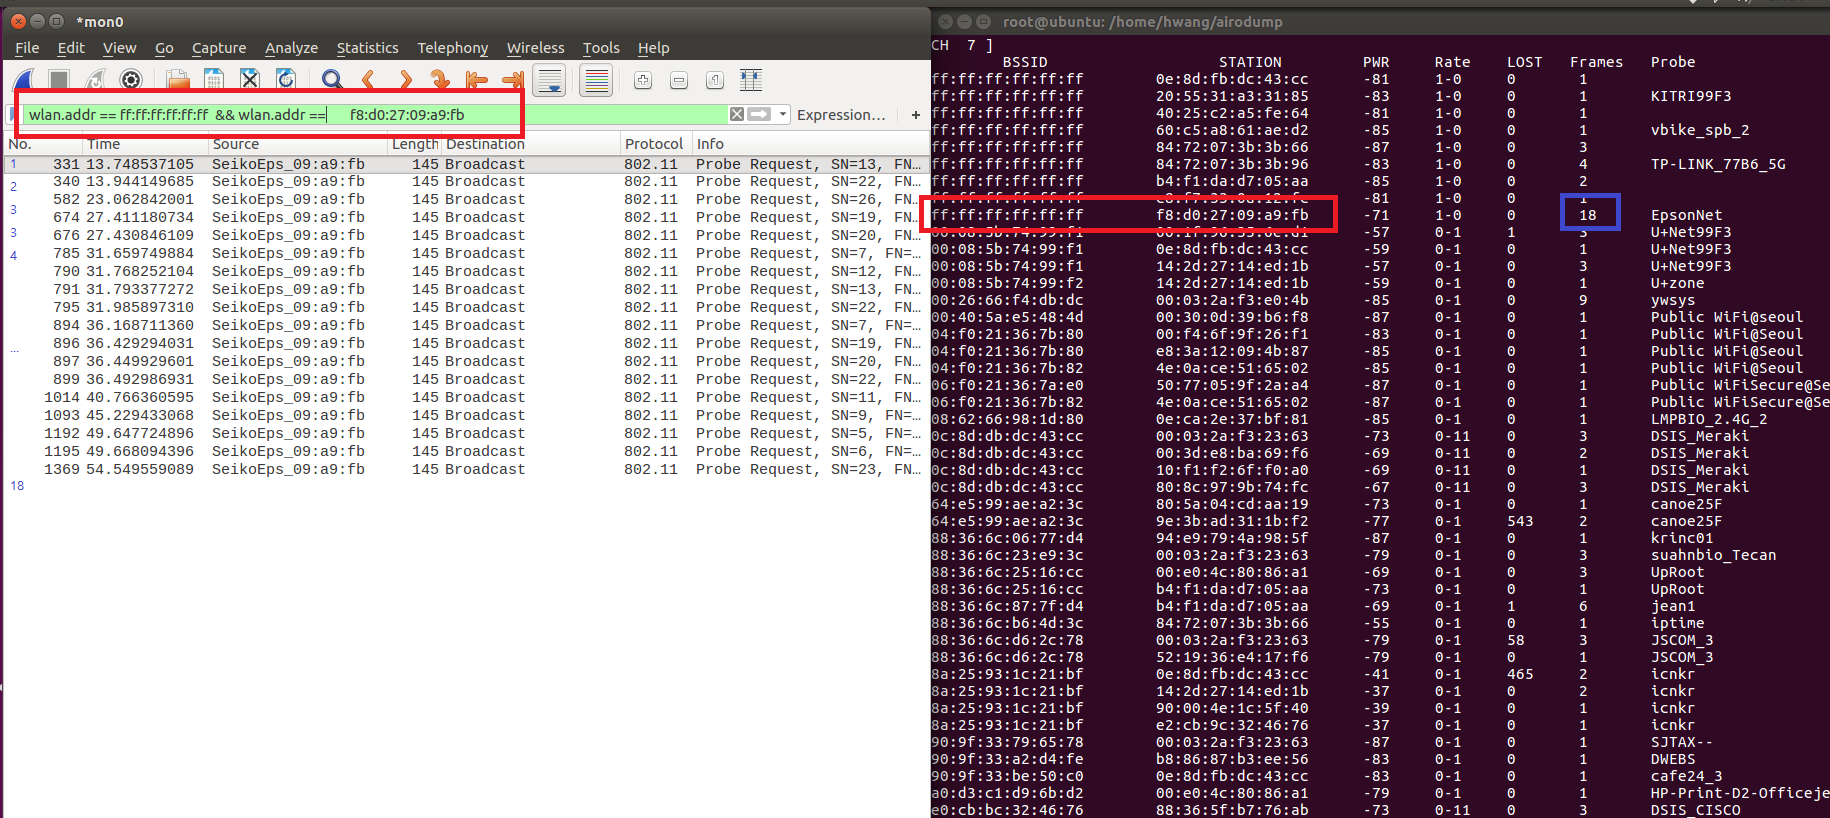 *mon0
File Edit View Go Capture Analyze Statistics Telephony Wireless Tools Help
wlan.addr == ff:ff:ff:ff:ff:ff && wlan.addr == f8:d0:27:09:a9:fb Expression… +
No. Time Source Length Destination Protocol Info
1 331 13.748537105 SeikoEps_09:a9:fb 145 Broadcast 802.11 Probe Request, SN=13, FN…
2 340 13.944149685 SeikoEps_09:a9:fb 145 Broadcast 802.11 Probe Request, SN=22, FN…
582 23.062842001 SeikoEps_09:a9:fb 145 Broadcast 802.11 Probe Request, SN=26, FN…
3 674 27.411180734 SeikoEps_09:a9:fb 145 Broadcast 802.11 Probe Request, SN=19, FN…
3 676 27.430846109 SeikoEps_09:a9:fb 145 Broadcast 802.11 Probe Request, SN=20, FN…
4 785 31.659749884 SeikoEps_09:a9:fb 145 Broadcast 802.11 Probe Request, SN=7, FN=…
790 31.768252104 SeikoEps_09:a9:fb 145 Broadcast 802.11 Probe Request, SN=12, FN…
791 31.793377272 SeikoEps_09:a9:fb 145 Broadcast 802.11 Probe Request, SN=13, FN…
795 31.985897310 SeikoEps_09:a9:fb 145 Broadcast 802.11 Probe Request, SN=22, FN…
894 36.168711360 SeikoEps_09:a9:fb 145 Broadcast 802.11 Probe Request, SN=7, FN=…
... 896 36.429294031 SeikoEps_09:a9:fb 145 Broadcast 802.11 Probe Request, SN=19, FN…
897 36.449929601 SeikoEps_09:a9:fb 145 Broadcast 802.11 Probe Request, SN=20, FN…
899 36.492986931 SeikoEps_09:a9:fb 145 Broadcast 802.11 Probe Request, SN=22, FN…
1014 40.766360595 SeikoEps_09:a9:fb 145 Broadcast 802.11 Probe Request, SN=11, FN…
1093 45.229433068 SeikoEps_09:a9:fb 145 Broadcast 802.11 Probe Request, SN=9, FN=…
1192 49.647724896 SeikoEps_09:a9:fb 145 Broadcast 802.11 Probe Request, SN=5, FN=…
1195 49.668094396 SeikoEps_09:a9:fb 145 Broadcast 802.11 Probe Request, SN=6, FN=…
1369 54.549559089 SeikoEps_09:a9:fb 145 Broadcast 802.11 Probe Request, SN=23, FN…
18
root@ubuntu: /home/hwang/airodump
CH 7 ]
BSSID STATION PWR Rate LOST Frames Probe
ff:ff:ff:ff:ff:ff 0e:8d:fb:dc:43:cc -81 1-0 0 1
ff:ff:ff:ff:ff:ff 20:55:31:a3:31:85 -83 1-0 0 1 KITRI99F3
ff:ff:ff:ff:ff:ff 40:25:c2:a5:fe:64 -81 1-0 0 1
ff:ff:ff:ff:ff:ff 60:c5:a8:61:ae:d2 -85 1-0 0 1 vbike_spb_2
ff:ff:ff:ff:ff:ff 84:72:07:3b:3b:66 -87 1-0 0 3
ff:ff:ff:ff:ff:ff 84:72:07:3b:3b:96 -83 1-0 0 4 TP-LINK_77B6_5G
ff:ff:ff:ff:ff:ff b4:f1:da:d7:05:aa -85 1-0 0 2
-81 1-0 0 1
ff:ff:ff:ff:ff:ff f8:d0:27:09:a9:fb -71 1-0 0 18 EpsonNet
00:08:5b:74:99:f1 -57 0-1 1 3 U+Net99F3
00:08:5b:74:99:f1 0e:8d:fb:dc:43:cc -59 0-1 0 1 U+Net99F3
00:08:5b:74:99:f1 14:2d:27:14:ed:1b -57 0-1 0 3 U+Net99F3
00:08:5b:74:99:f2 14:2d:27:14:ed:1b -59 0-1 0 1 U+zone
00:26:66:f4:db:dc 00:03:2a:f3:e0:4b -85 0-1 0 9 ywsys
00:40:5a:e5:48:4d 00:30:0d:39:b6:f8 -87 0-1 0 1 Public WiFi@seoul
04:f0:21:36:7b:80 00:f4:6f:9f:26:f1 -83 0-1 0 1 Public WiFi@Seoul
04:f0:21:36:7b:80 e8:3a:12:09:4b:87 -85 0-1 0 1 Public WiFi@Seoul
04:f0:21:36:7b:82 4e:0a:ce:51:65:02 -85 0-1 0 1 Public WiFi@Seoul
06:f0:21:36:7a:e0 50:77:05:9f:2a:a4 -87 0-1 0 1 Public WiFiSecure@Se
06:f0:21:36:7b:82 4e:0a:ce:51:65:02 -87 0-1 0 1 Public WiFiSecure@Se
08:62:66:98:1d:80 0e:ca:2e:37:bf:81 -85 0-1 0 1 LMPBIO_2.4G_2
0c:8d:db:dc:43:cc 00:03:2a:f3:23:63 -73 0-11 0 3 DSIS_Meraki
0c:8d:db:dc:43:cc 00:3d:e8:ba:69:f6 -69 0-11 0 2 DSIS_Meraki
0c:8d:db:dc:43:cc 10:f1:f2:6f:f0:a0 -69 0-11 0 1 DSIS_Meraki
0c:8d:db:dc:43:cc 80:8c:97:9b:74:fc -67 0-11 0 3 DSIS_Meraki
64:e5:99:ae:a2:3c 80:5a:04:cd:aa:19 -73 0-1 0 1 canoe25F
64:e5:99:ae:a2:3c 9e:3b:ad:31:1b:f2 -77 0-1 543 2 canoe25F
88:36:6c:06:77:d4 94:e9:79:4a:98:5f -87 0-1 0 1 krinc01
88:36:6c:23:e9:3c 00:03:2a:f3:23:63 -79 0-1 0 3 suahnbio_Tecan
88:36:6c:25:16:cc 00:e0:4c:80:86:a1 -69 0-1 0 3 UpRoot
88:36:6c:25:16:cc b4:f1:da:d7:05:aa -73 0-1 0 1 UpRoot
88:36:6c:87:7f:d4 b4:f1:da:d7:05:aa -69 0-1 1 6 jean1
88:36:6c:b6:4d:3c 84:72:07:3b:3b:66 -55 0-1 0 1 iptime
88:36:6c:d6:2c:78 00:03:2a:f3:23:63 -79 0-1 58 3 JSCOM_3
88:36:6c:d6:2c:78 52:19:36:e4:17:f6 -79 0-1 0 1 JSCOM_3
8a:25:93:1c:21:bf 0e:8d:fb:dc:43:cc -41 0-1 465 2 icnkr
8a:25:93:1c:21:bf 14:2d:27:14:ed:1b -37 0-1 0 2 icnkr
8a:25:93:1c:21:bf 90:00:4e:1c:5f:40 -39 0-1 0 1 icnkr
8a:25:93:1c:21:bf e2:cb:9c:32:46:76 -37 0-1 0 1 icnkr
90:9f:33:79:65:78 00:03:2a:f3:23:63 -87 0-1 0 1 SJTAX--
90:9f:33:a2:d4:fe b8:86:87:b3:ee:56 -83 0-1 0 1 DWEBS
90:9f:33:be:50:c0 0e:8d:fb:dc:43:cc -83 0-1 0 1 cafe24_3
a0:d3:c1:d9:6b:d2 00:e0:4c:80:86:a1 -79 0-1 0 1 HP-Print-D2-Officeje
e0:cb:bc:32:46:76 88:36:5f:b7:76:ab -73 0-11 0 3 DSIS_CISCO